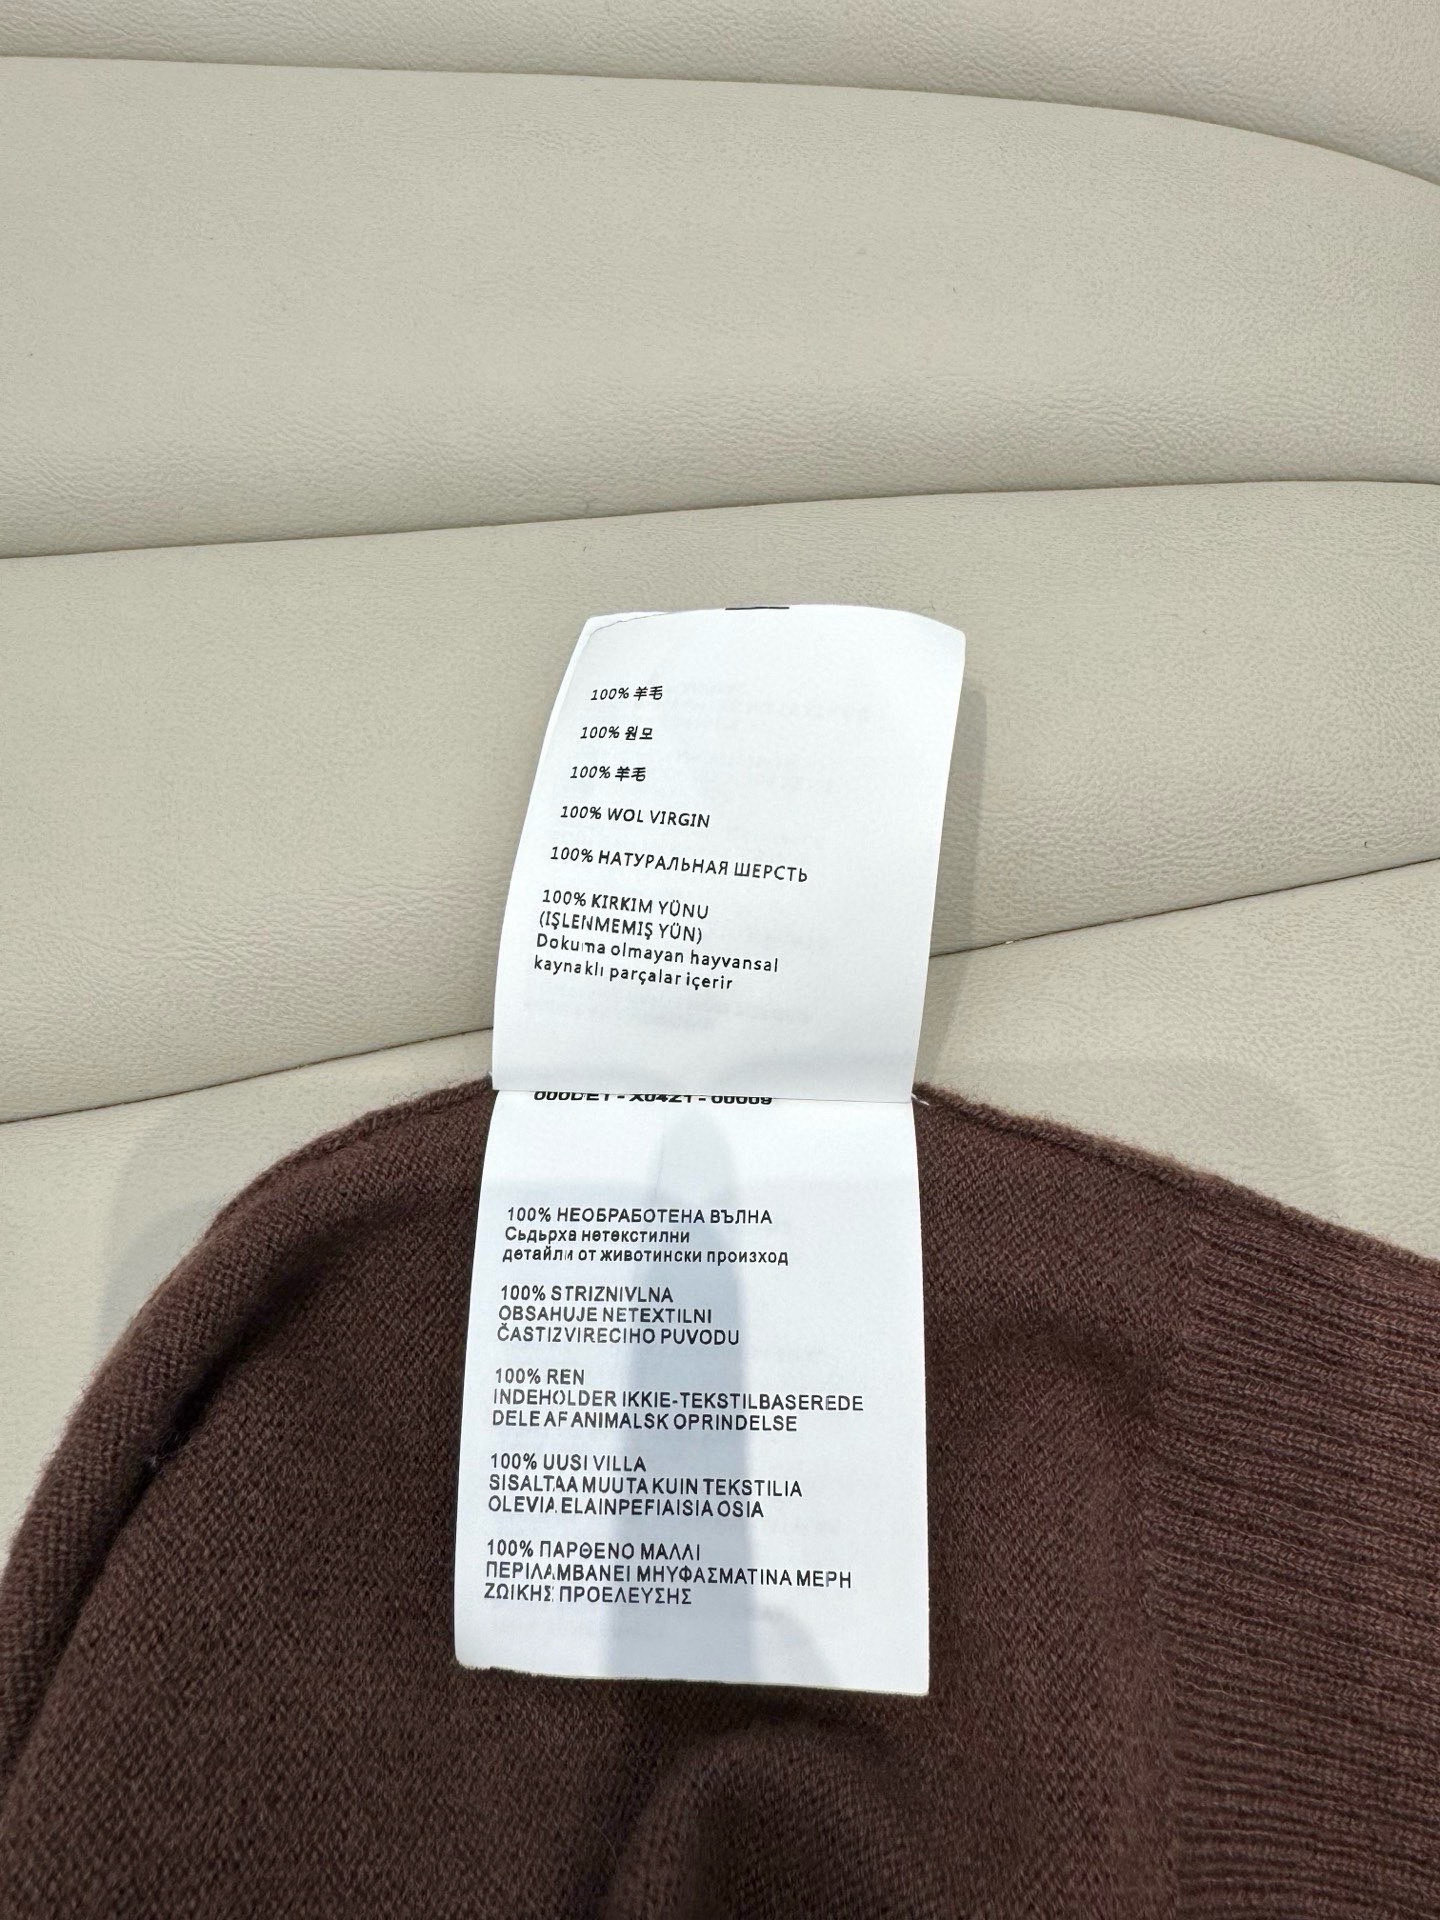 100% 羊毛
100% 원모
100% 羊毛
100% WOL VIRGIN
100% НАТУРАЛЬНАЯ ШЕРСТЬ
100% KIRKIM YÜNU
(IŞLENMEMIŞ YÜN)
Dokuma olmayan hayvansal
kaynaklı parçalar içerir
100% НЕОБРАБОТЕНА ВЪЛНА
Сьдьрха нетекстилни
детайли от животински произход
100% STRIZNIVLNA
OBSAHUJE NETEXTILNI
ČASTIZVIRECIHO PUVODU
100% REN
INDEHOLDER IKKIE-TEKSTILBASEREDE
DELE AF ANIMALSK OPRINDELSE
100% UUSI VILLA
SISALTAA MUUTA KUIN TEKSTILIA
OLEVIA ELAINPEFIAISIA OSIA
100% ΠΑΡΘΕΝΟ ΜΑΛΛΙ
ΠΕΡΙΛΑΜΒΑΝΕΙ ΜΗΥΦΑΣΜΑΤΙΝΑ ΜΕΡΗ
ΖΩΙΚΗΣ ΠΡΟΕΛΕΥΣΗΣ